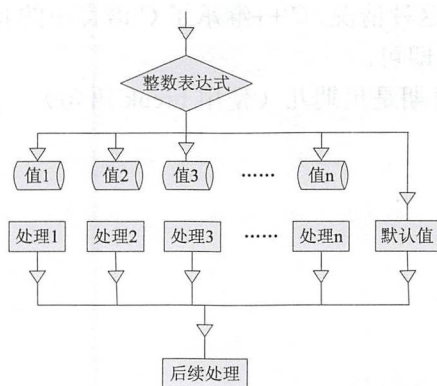 整数表达式
值1 值2 值3 …… 值n
处理1 处理2 处理3 …… 处理n 默认值
后续处理